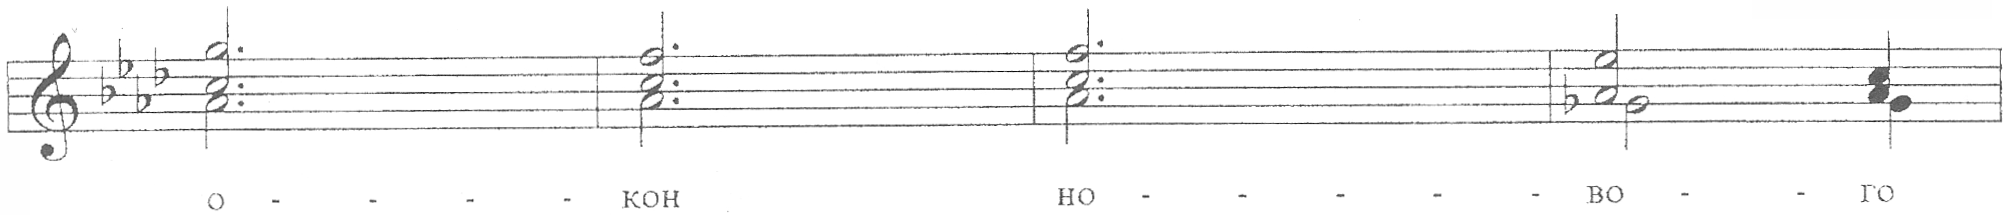 О - - - - КОН НО - - - - - ВО - - ГО